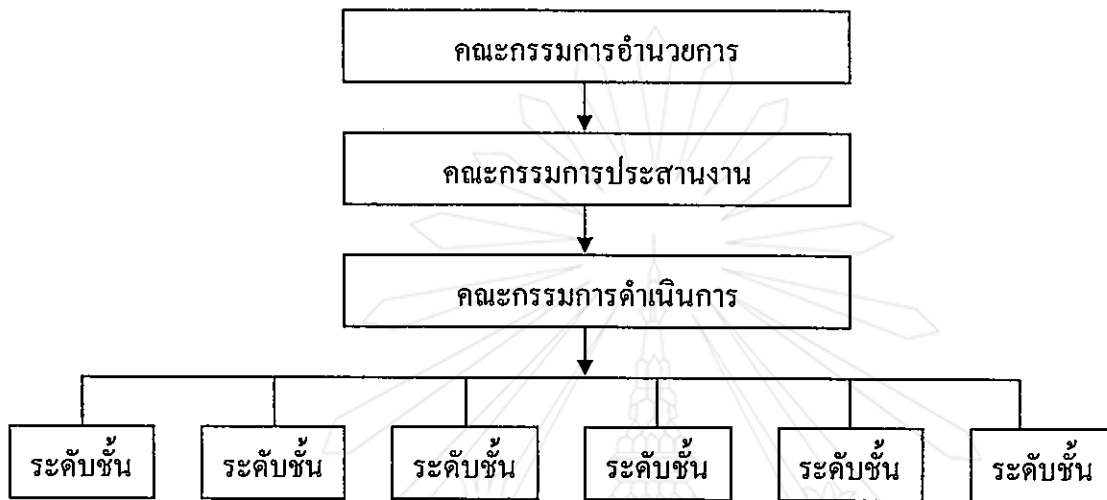 คณะกรรมการอำนวยการ
คณะกรรมการประสานงาน
คณะกรรมการดำเนินการ
ระดับชั้น ระดับชั้น ระดับชั้น ระดับชั้น ระดับชั้น ระดับชั้น